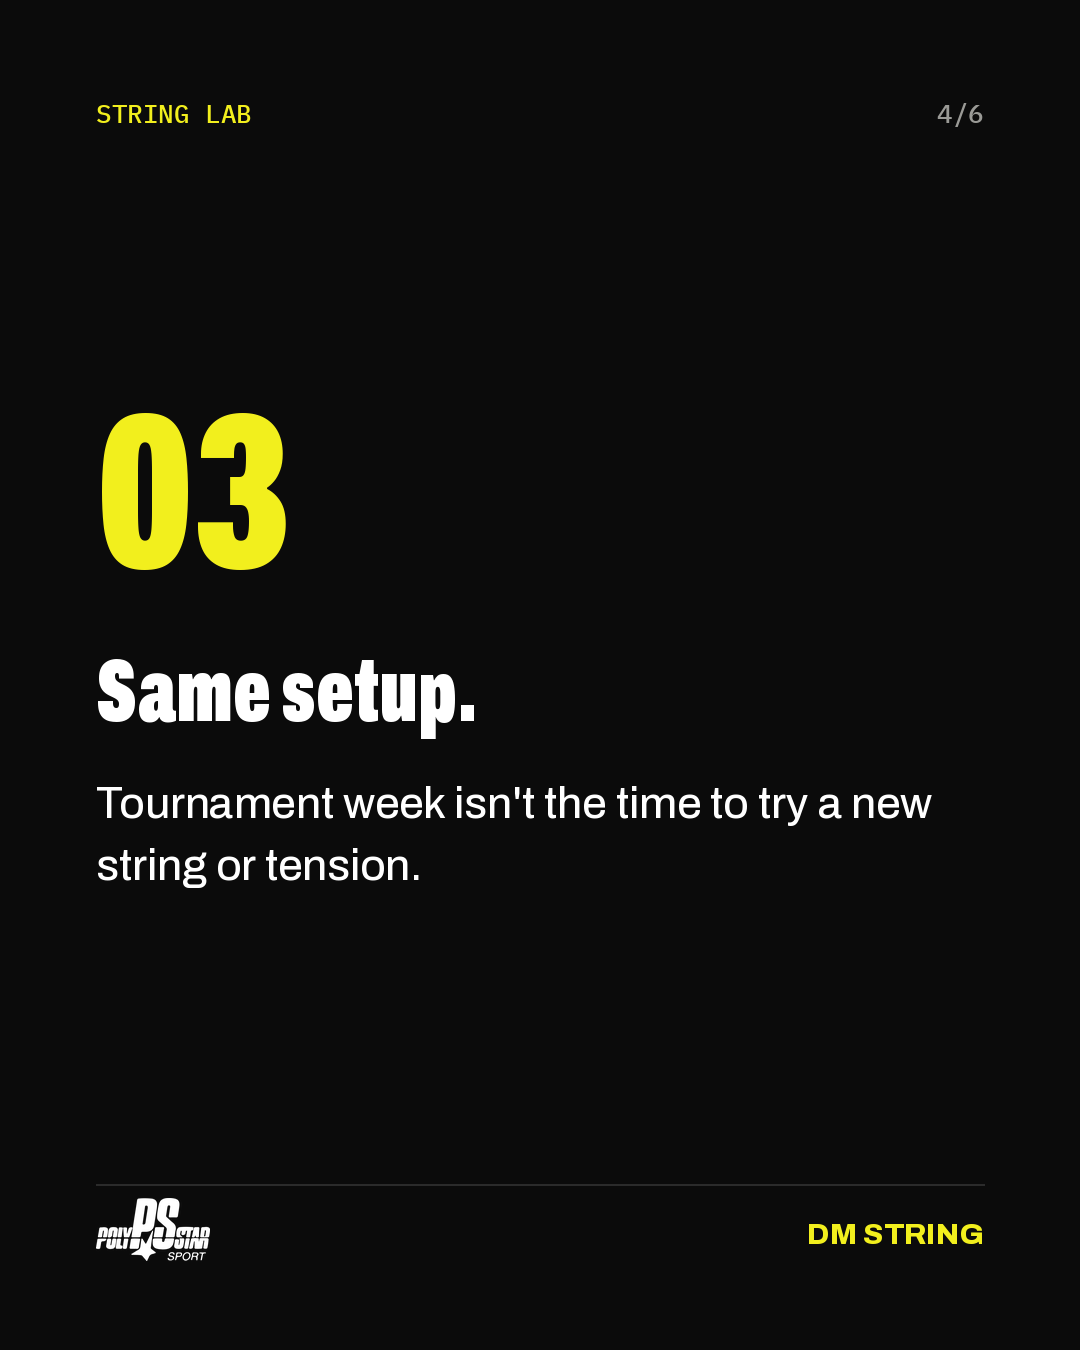 STRING LAB
4/6
03
Same setup.
Tournament week isn't the time to try a new
string or tension.
POLY PS STAR
SPORT
DM STRING